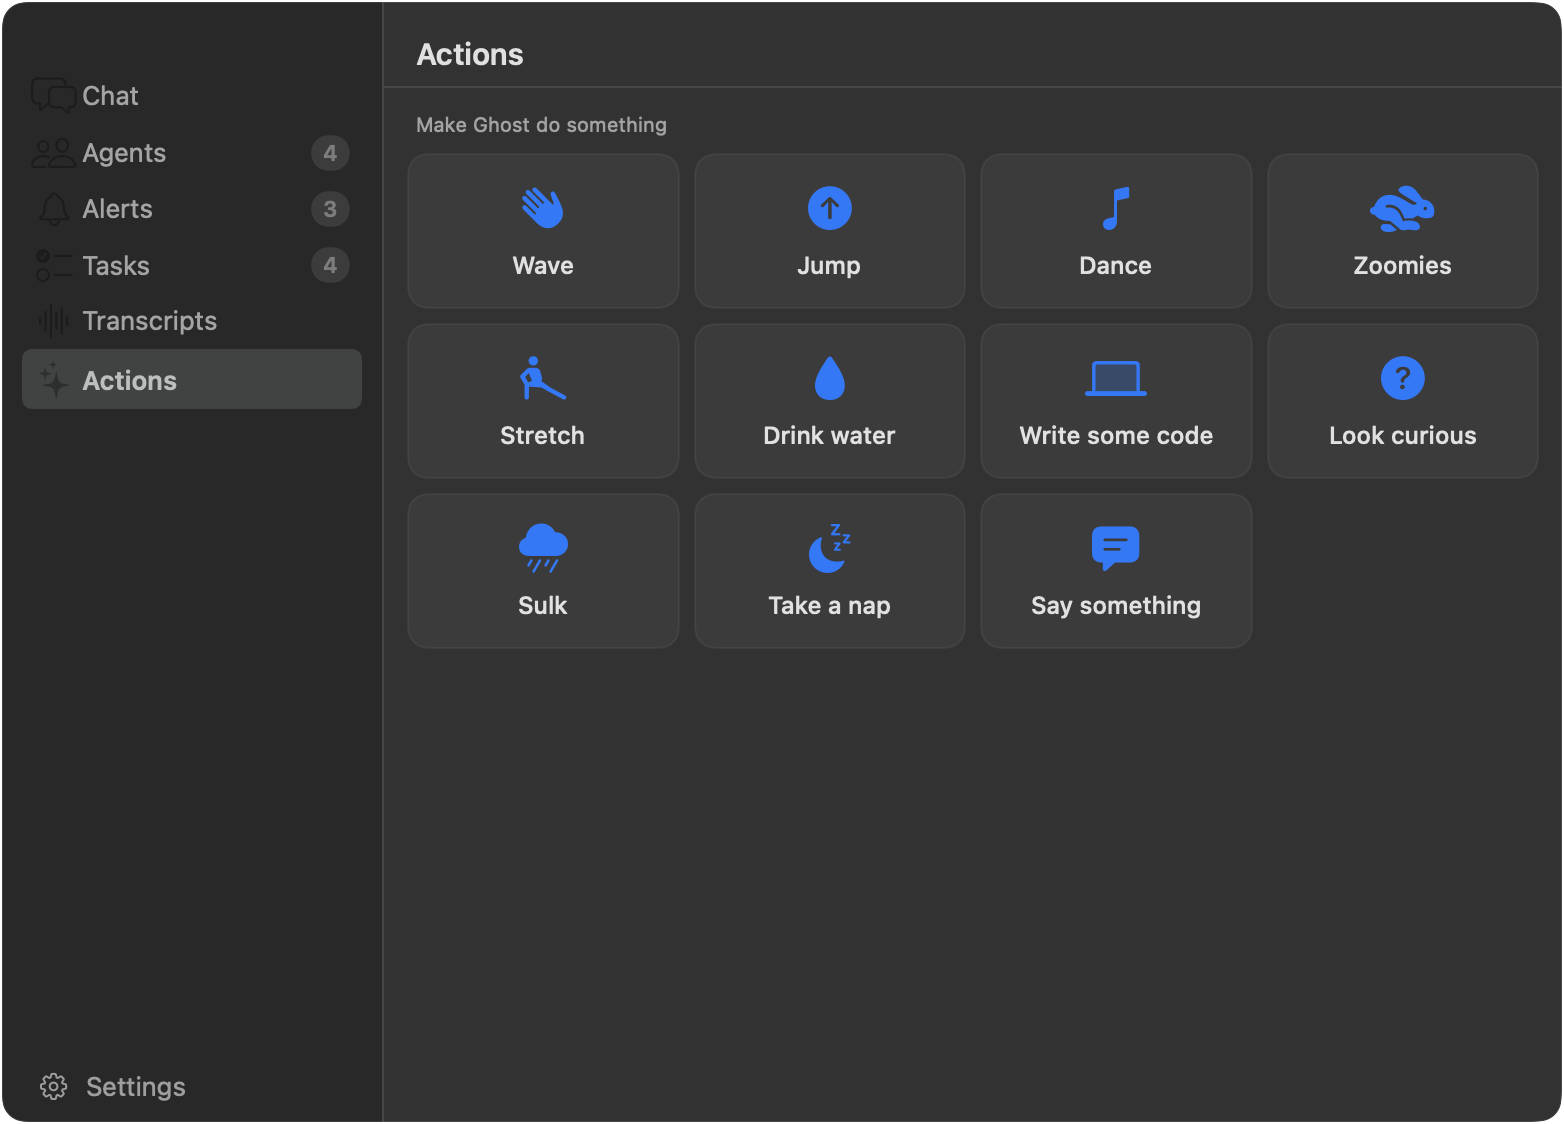 Actions
Chat
Agents 4
Alerts 3
Tasks 4
Transcripts
Actions
Settings
Make Ghost do something
Wave
Jump
Dance
Zoomies
Stretch
Drink water
Write some code
?
Look curious
Sulk
z z z
Take a nap
Say something